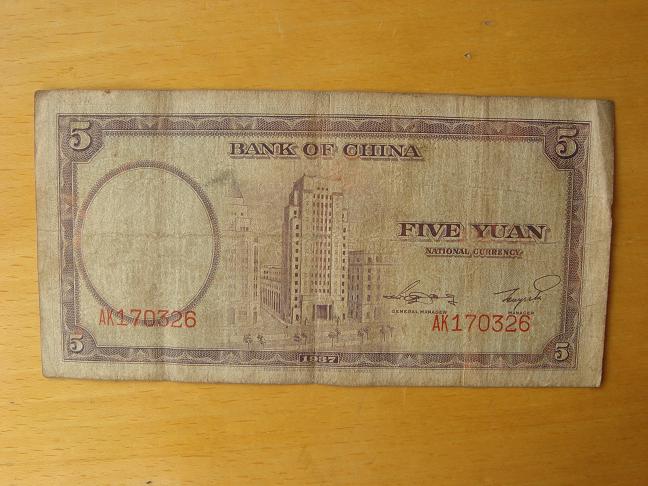 5 5
BANK OF CHINA
FIVE YUAN
NATIONAL CURRENCY
GENERAL MANAGER MANAGER
AK170326 AK170326
5 1937 5